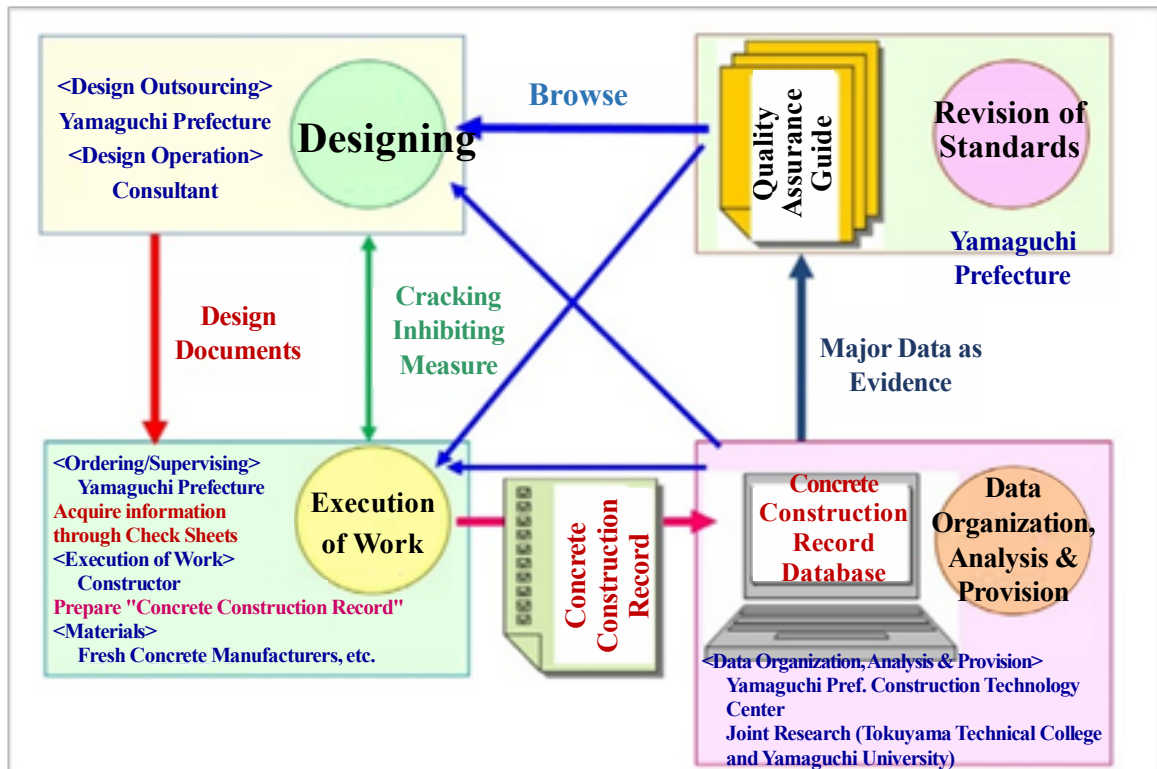 <Design Outsourcing>
Yamaguchi Prefecture
<Design Operation>
Consultant
Designing
Browse
Quality
Assurance
Guide
Revision of
Standards
Yamaguchi
Prefecture
Design
Documents
Cracking
Inhibiting
Measure
Major Data as
Evidence
<Ordering/Supervising>
Yamaguchi Prefecture
Acquire information
through Check Sheets
<Execution of Work>
Constructor
Prepare "Concrete Construction Record"
<Materials>
Fresh Concrete Manufacturers, etc.
Execution
of Work
Concrete
Construction
Record
Concrete
Construction
Record
Database
Data
Organization,
Analysis &
Provision
<Data Organization, Analysis & Provision>
Yamaguchi Pref. Construction Technology
Center
Joint Research (Tokuyama Technical College
and Yamaguchi University)